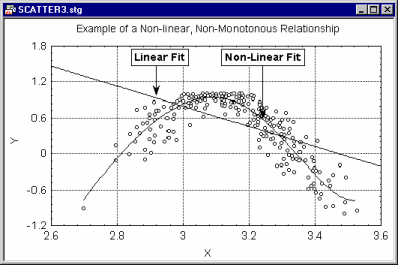 SCATTER3.stg
Example of a Non-linear, Non-Monotonous Relationship
Linear Fit
Non-Linear Fit
1.8
1.2
0.6
0
-0.6
-1.2
Y
2.6
2.8
3
3.2
3.4
3.6
X